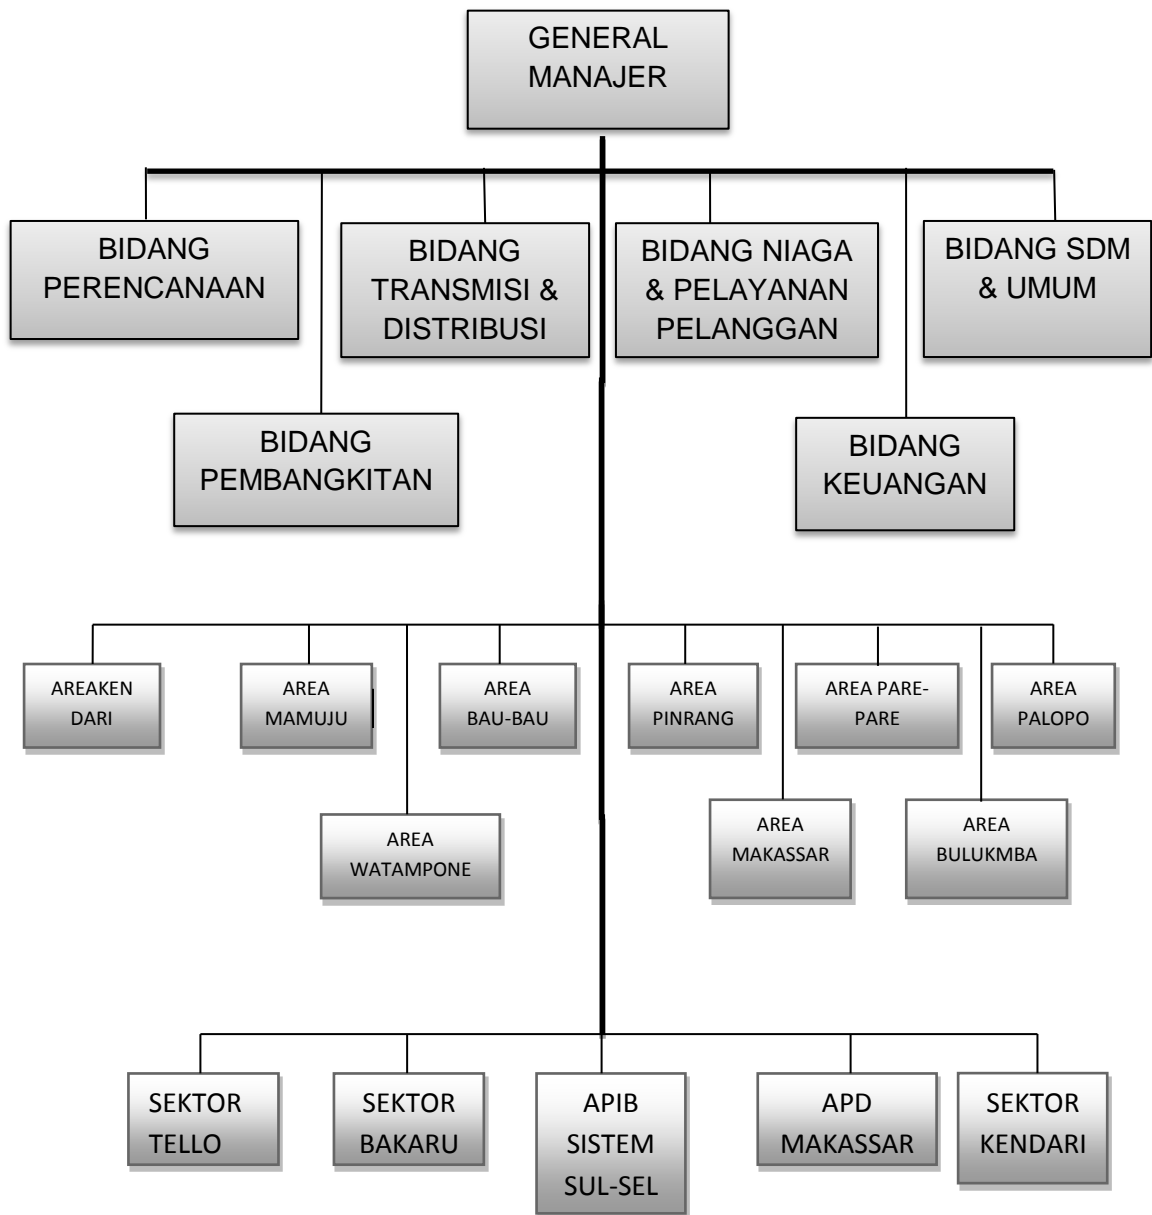 GENERAL
MANAJER
BIDANG
PERENCANAAN
BIDANG
TRANSMISI &
DISTRIBUSI
BIDANG NIAGA
& PELAYANAN
PELANGGAN
BIDANG SDM
& UMUM
BIDANG
PEMBANGKITAN
BIDANG
KEUANGAN
AREAKEN
DARI
AREA
MAMUJU
AREA
BAU-BAU
AREA
PINRANG
AREA PARE-
PARE
AREA
PALOPO
AREA
WATAMPONE
AREA
MAKASSAR
AREA
BULUKMBA
SEKTOR
TELLO
SEKTOR
BAKARU
APIB
SISTEM
SUL-SEL
APD
MAKASSAR
SEKTOR
KENDARI